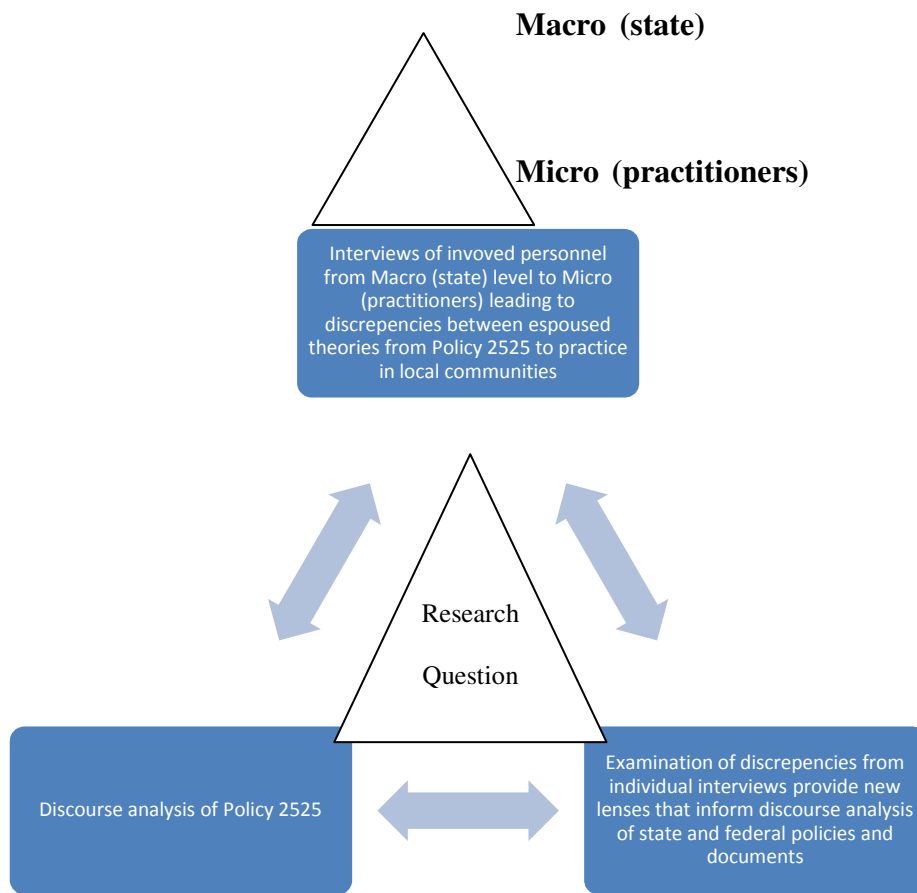 Macro (state)
Micro (practitioners)
Interviews of invoved personnel
from Macro (state) level to Micro
(practitioners) leading to
discrepencies between espoused
theories from Policy 2525 to practice
in local communities
Research
Question
Discourse analysis of Policy 2525
Examination of discrepencies from
individual interviews provide new
lenses that inform discourse analysis
of state and federal policies and
documents